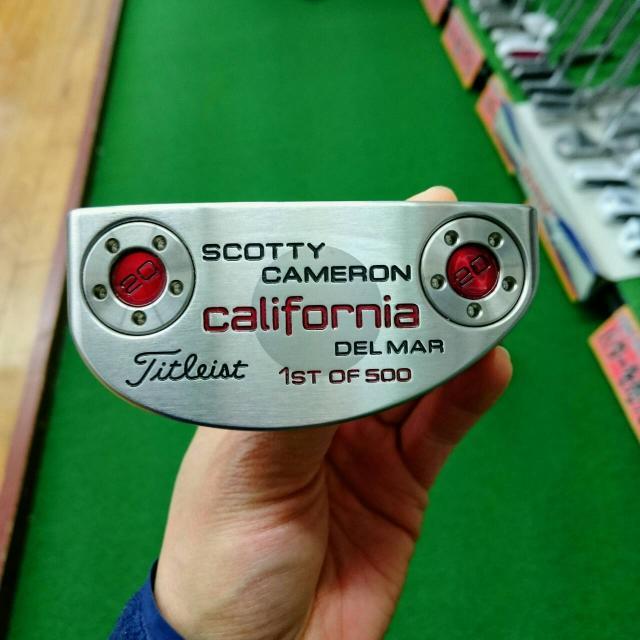 SCOTTY
CAMERON
california
DEL MAR
Titleist
1ST OF 500
20
20